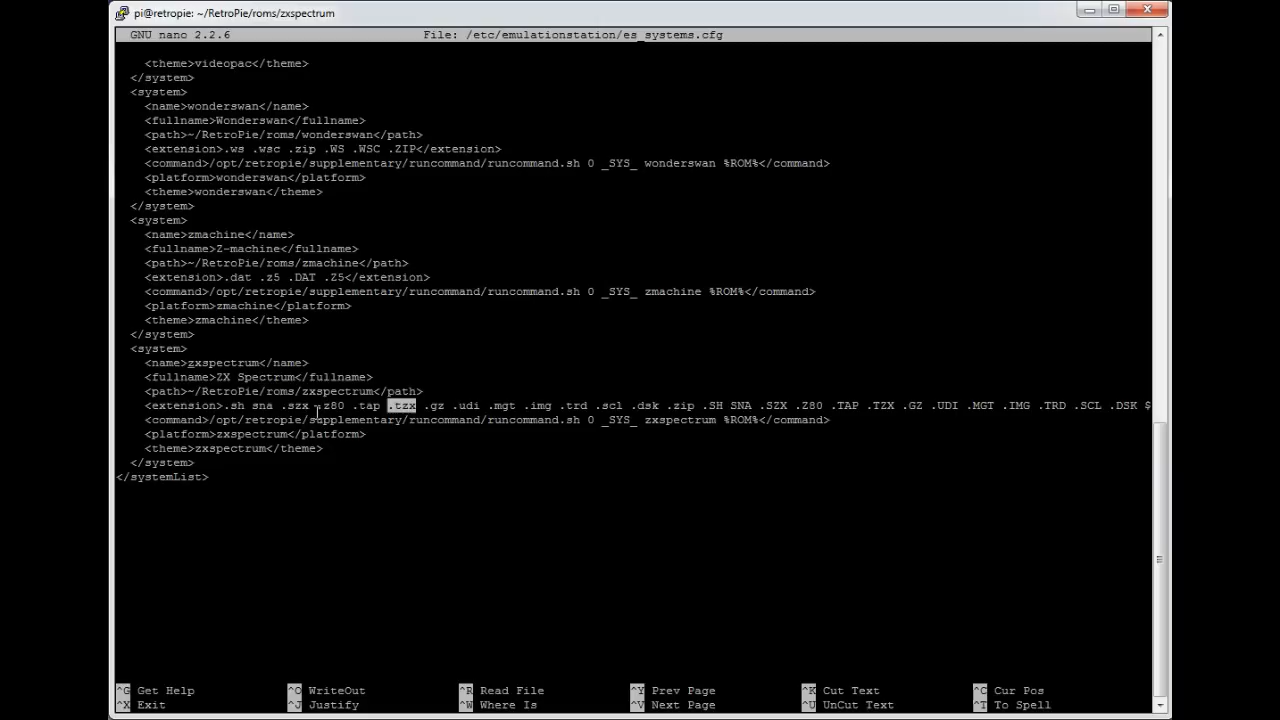 pi@retropie: ~/RetroPie/roms/zxspectrum
GNU nano 2.2.6 File: /etc/emulationstation/es_systems.cfg
<theme>videopac</theme>
</system>
<system>
<name>wonderswan</name>
<fullname>Wonderswan</fullname>
<path>~/RetroPie/roms/wonderswan</path>
<extension>.ws .wsc .zip .WS .WSC .ZIP</extension>
<command>/opt/retropie/supplementary/runcommand/runcommand.sh 0 _SYS_ wonderswan %ROM%</command>
<platform>wonderswan</platform>
<theme>wonderswan</theme>
</system>
<system>
<name>zmachine</name>
<fullname>Z-machine</fullname>
<path>~/RetroPie/roms/zmachine</path>
<extension>.dat .z5 .DAT .Z5</extension>
<command>/opt/retropie/supplementary/runcommand/runcommand.sh 0 _SYS_ zmachine %ROM%</command>
<platform>zmachine</platform>
<theme>zmachine</theme>
</system>
<system>
<name>zxspectrum</name>
<fullname>ZX Spectrum</fullname>
<path>~/RetroPie/roms/zxspectrum</path>
<extension>.sh sna .szx .z80 .tap .tzx .gz .udi .mgt .img .trd .scl .dsk .zip .SH SNA .SZX .Z80 .TAP .TZX .GZ .UDI .MGT .IMG .TRD .SCL .DSK $
<command>/opt/retropie/supplementary/runcommand/runcommand.sh 0 _SYS_ zxspectrum %ROM%</command>
<platform>zxspectrum</platform>
<theme>zxspectrum</theme>
</system>
</systemList>
^G Get Help ^O WriteOut ^R Read File ^Y Prev Page ^K Cut Text ^C Cur Pos
^X Exit ^J Justify ^W Where Is ^V Next Page ^U UnCut Text ^T To Spell